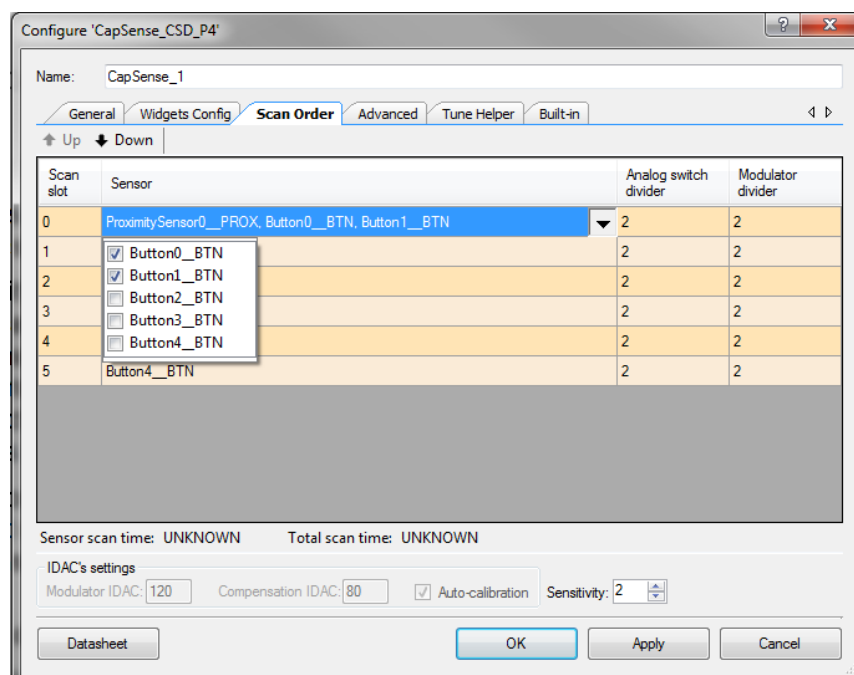 Configure 'CapSense_CSD_P4'
Name: CapSense_1
General Widgets Config Scan Order Advanced Tune Helper Built-in
Up Down
Scan slot Sensor Analog switch divider Modulator divider
0 ProximitySensor0__PROX, Button0__BTN, Button1__BTN 2 2
1 Button0__BTN 2 2
Button1__BTN
2 Button2__BTN 2 2
3 Button3__BTN 2 2
4 Button4__BTN 2 2
5 Button4__BTN 2 2
Sensor scan time: UNKNOWN Total scan time: UNKNOWN
IDAC's settings
Modulator IDAC: 120 Compensation IDAC: 80 Auto-calibration Sensitivity: 2
Datasheet OK Apply Cancel